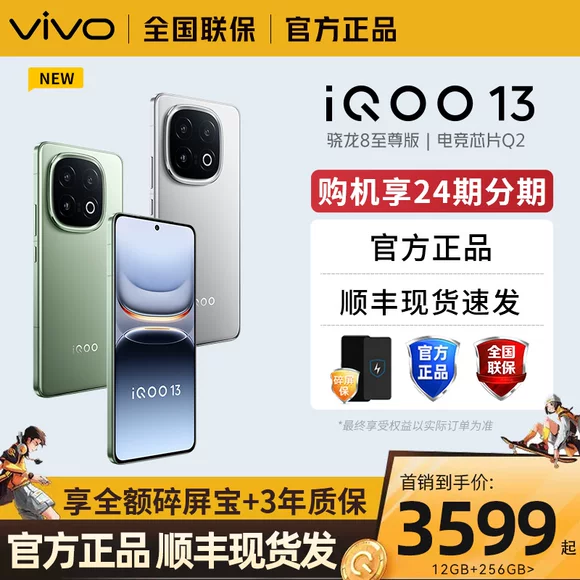 vivo 全国联保 官方正品
NEW
iQOO 13
骁龙8至尊版 | 电竞芯片Q2
购机享24期分期
官方正品
顺丰现货速发
碎屏保
官方正品
全国联保
*最终享受权益以实际订单为准
iQOO
iQOO 13
享全额碎屏宝+3年质保
官方正品 顺丰现货首发
首销到手价:
3599起
12GB+256GB>